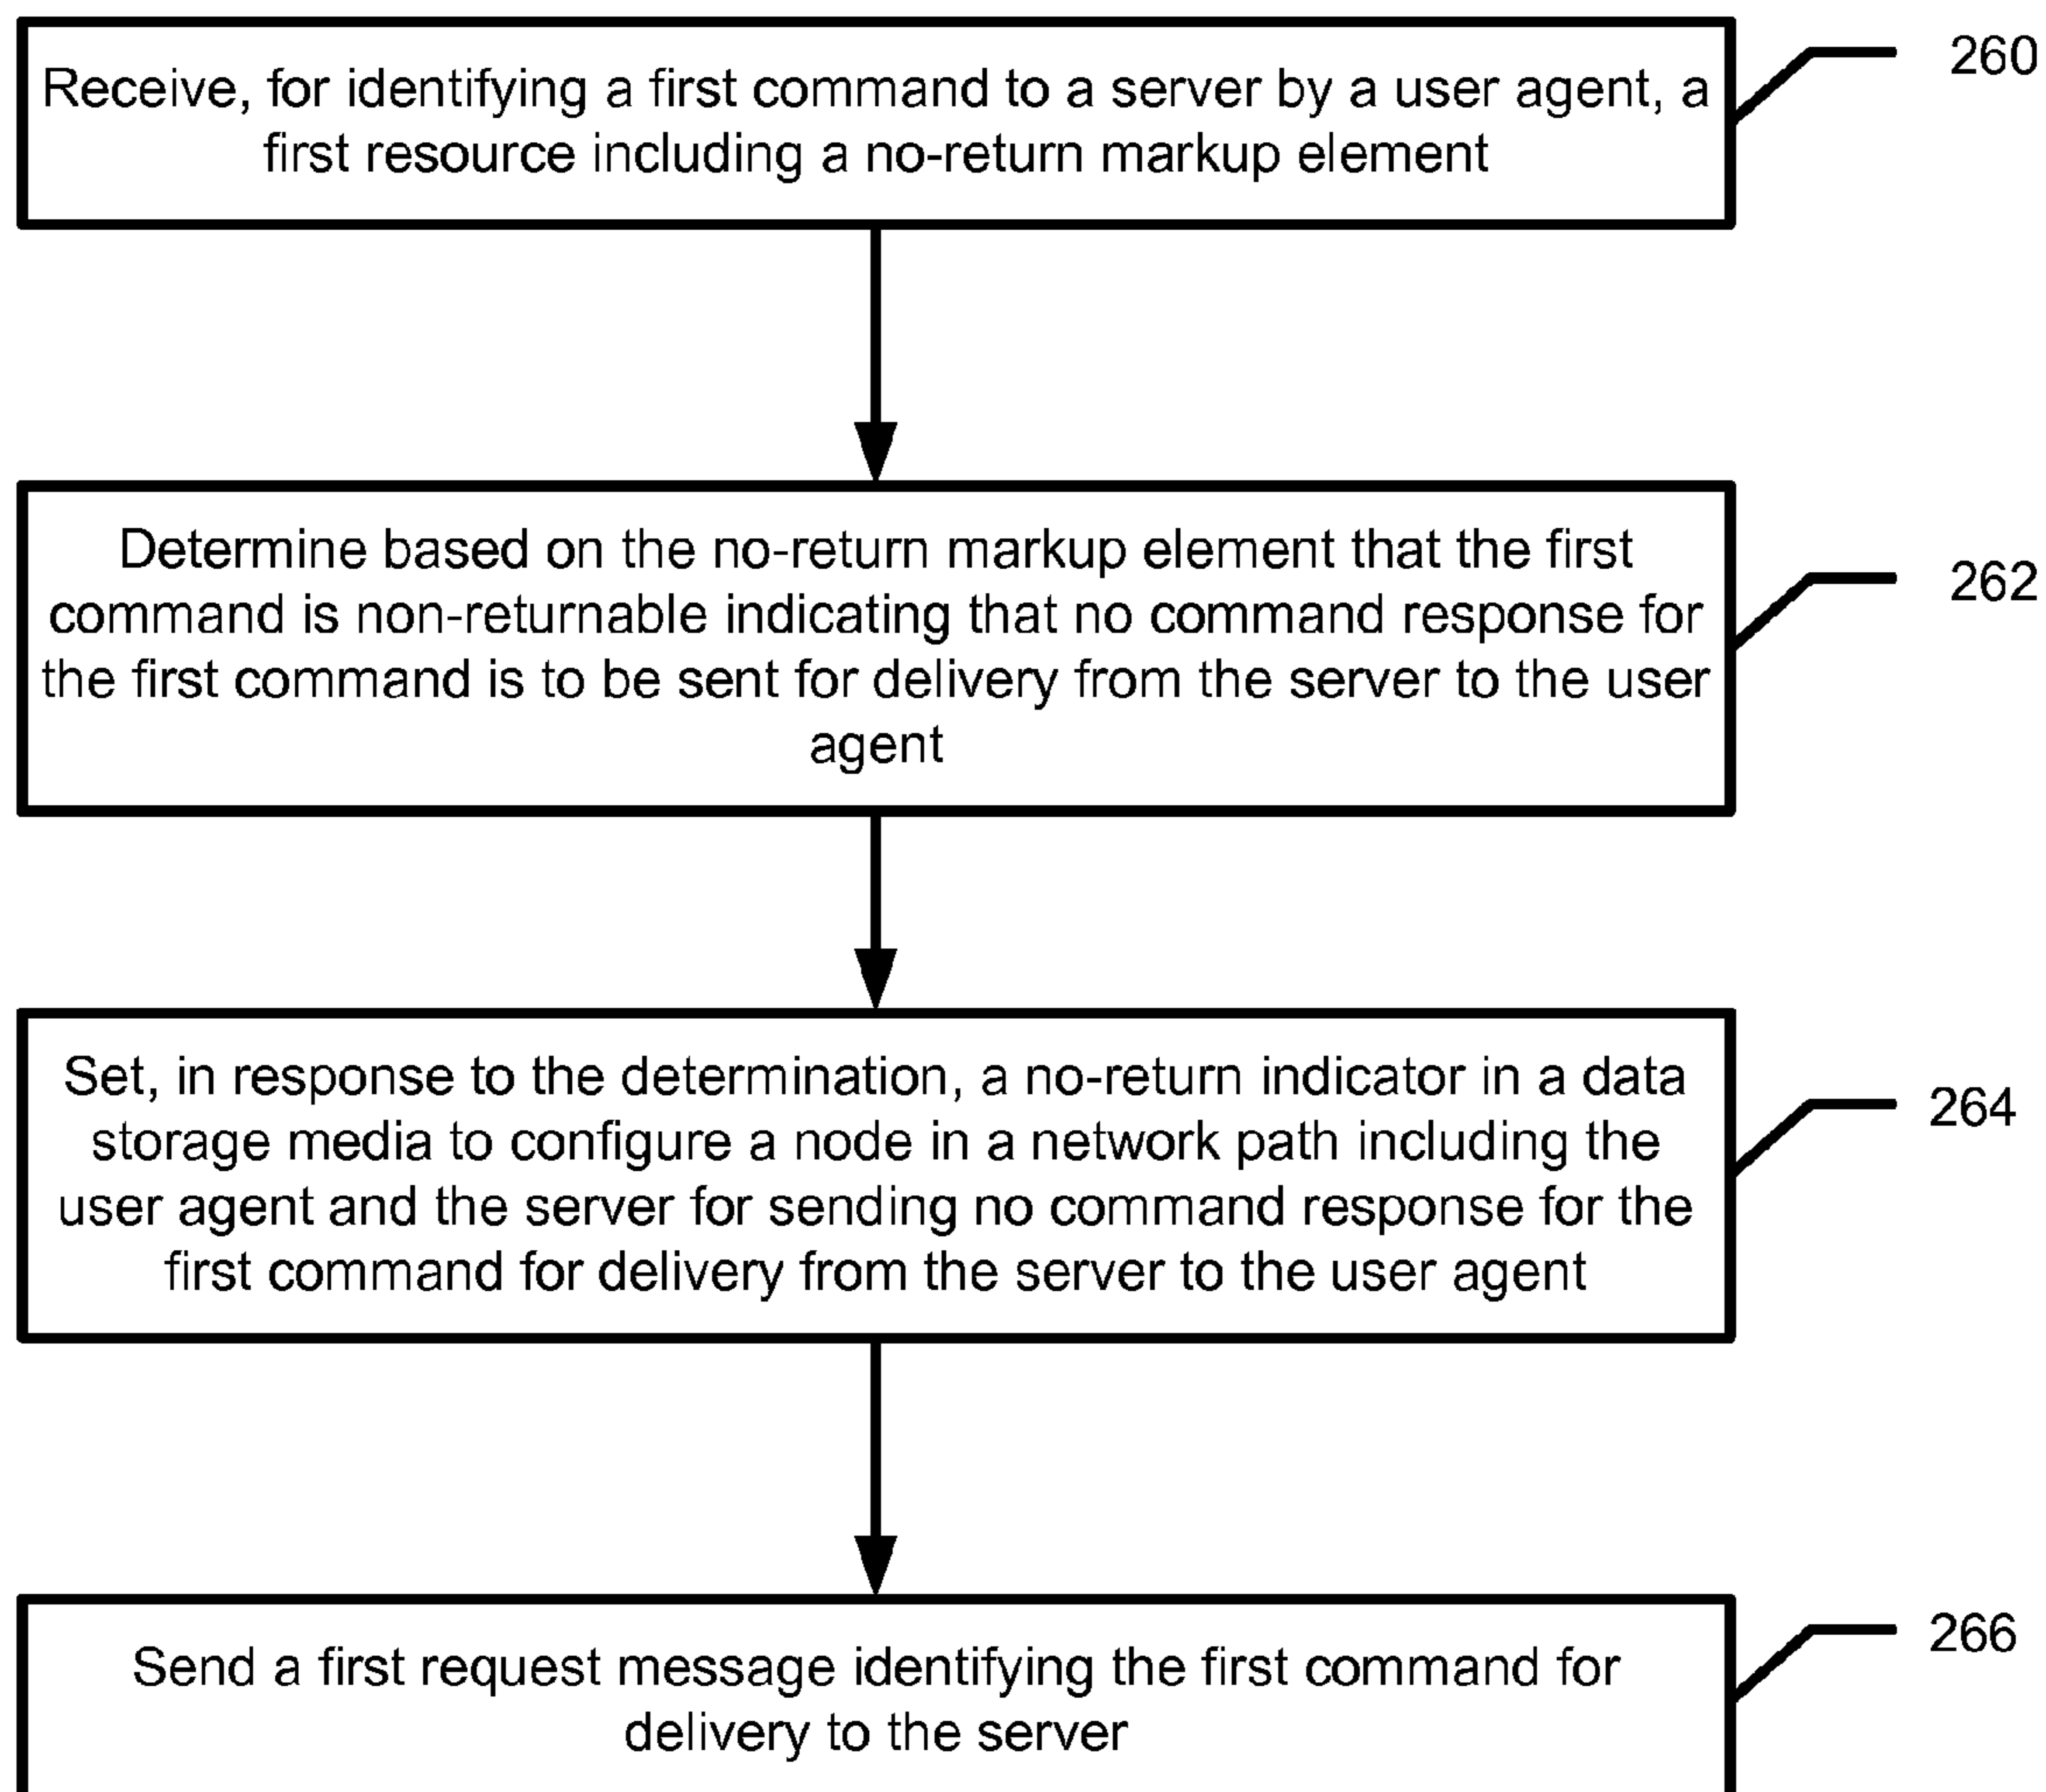 Receive, for identifying a first command to a server by a user agent, a
first resource including a no-return markup element
260
Determine based on the no-return markup element that the first
command is non-returnable indicating that no command response for
the first command is to be sent for delivery from the server to the user
agent
262
Set, in response to the determination, a no-return indicator in a data
storage media to configure a node in a network path including the
user agent and the server for sending no command response for the
first command for delivery from the server to the user agent
264
Send a first request message identifying the first command for
delivery to the server
266